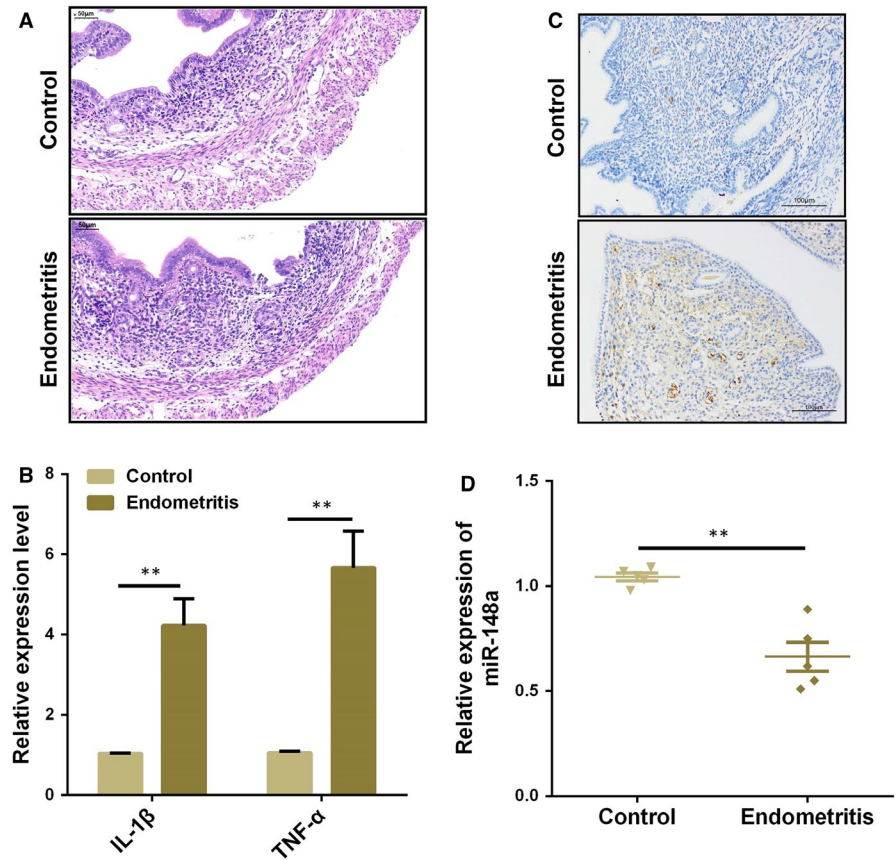 A
50μm
Control
50μm
Endometritis
C
Control
100μm
Endometritis
100μm
B
Control
Endometritis
Relative expression level
8
6
4
2
0
**
**
IL-1β
TNF-α
D
Relative expression of
miR-148a
1.5
1.0
0.5
0.0
**
Control
Endometritis